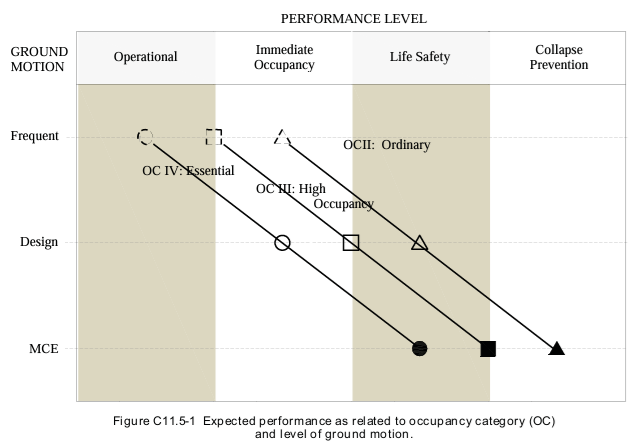 PERFORMANCE LEVEL
GROUND
MOTION
Operational
Immediate
Occupancy
Life Safety
Collapse
Prevention
Frequent
OCII:  Ordinary
OC IV: Essential
OC III: High
Occupancy
Design
MCE
Figure C11.5-1  Expected performance as related to occupancy category (OC)
and level of ground motion.